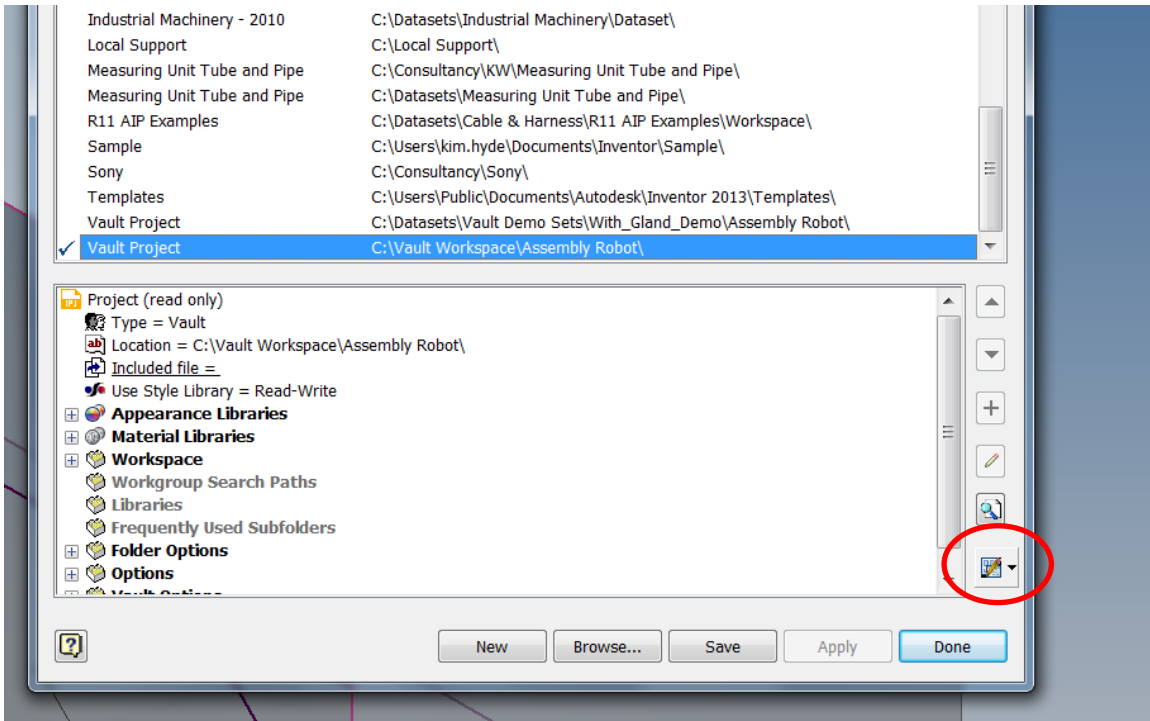 Industrial Machinery - 2010 C:\Datasets\Industrial Machinery\Dataset\
Local Support C:\Local Support\
Measuring Unit Tube and Pipe C:\Consultancy\KW\Measuring Unit Tube and Pipe\
Measuring Unit Tube and Pipe C:\Datasets\Measuring Unit Tube and Pipe\
R11 AIP Examples C:\Datasets\Cable & Harness\R11 AIP Examples\Workspace\
Sample C:\Users\kim.hyde\Documents\Inventor\Sample\
Sony C:\Consultancy\Sony\
Templates C:\Users\Public\Documents\Autodesk\Inventor 2013\Templates\
Vault Project C:\Datasets\Vault Demo Sets\With_Gland_Demo\Assembly Robot\
Vault Project C:\Vault Workspace\Assembly Robot\
IPJ Project (read only)
Type = Vault
ab Location = C:\Vault Workspace\Assembly Robot\
Included file =
Use Style Library = Read-Write
Appearance Libraries
Material Libraries
Workspace
Workgroup Search Paths
Libraries
Frequently Used Subfolders
Folder Options
Options
Vault Options
? New Browse... Save Apply Done